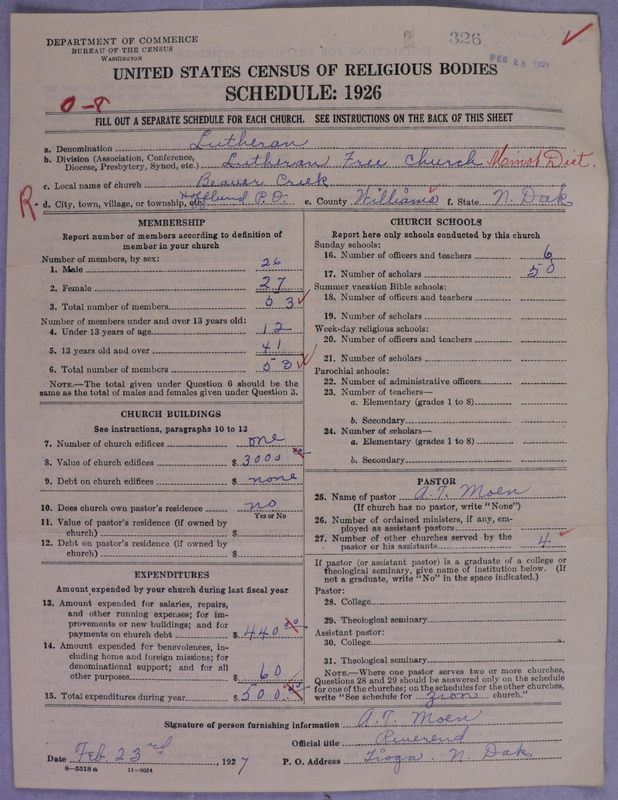 DEPARTMENT OF COMMERCE
BUREAU OF THE CENSUS
WASHINGTON
326
FEB 26 1927
UNITED STATES CENSUS OF RELIGIOUS BODIES
SCHEDULE: 1926
O-8
FILL OUT A SEPARATE SCHEDULE FOR EACH CHURCH. SEE INSTRUCTIONS ON THE BACK OF THIS SHEET
a. Denomination Lutheran
b. Division (Association, Conference, Diocese, Presbytery, Synod, etc.) Lutheran Free Church Minot Dist.
c. Local name of church Beaver Creek
R - d. City, town, village, or township, etc. Hofflund P.O. e. County Williams f. State N. Dak
MEMBERSHIP
Report number of members according to definition of
member in your church
Number of members, by sex:
1. Male 26
2. Female 27
3. Total number of members 53
Number of members under and over 13 years old:
4. Under 13 years of age 12
5. 13 years old and over 41
6. Total number of members 53
NOTE.—The total given under Question 6 should be the
same as the total of males and females given under Question 3.
CHURCH BUILDINGS
See instructions, paragraphs 10 to 12
7. Number of church edifices one
8. Value of church edifices $ 3000
9. Debt on church edifices $ none
10. Does church own pastor's residence no
Yes or No
11. Value of pastor's residence (if owned by
church) $
12. Debt on pastor's residence (if owned by
church) $
EXPENDITURES
Amount expended by your church during last fiscal year
13. Amount expended for salaries, repairs,
and other running expenses; for im-
provements or new buildings; and for
payments on church debt $ 440 00
14. Amount expended for benevolences, in-
cluding home and foreign missions; for
denominational support; and for all
other purposes $ 60
15. Total expenditures during year $ 500 00
CHURCH SCHOOLS
Report here only schools conducted by this church
Sunday schools:
16. Number of officers and teachers 6
17. Number of scholars 50
Summer vacation Bible schools:
18. Number of officers and teachers
19. Number of scholars
Week-day religious schools:
20. Number of officers and teachers
21. Number of scholars
Parochial schools:
22. Number of administrative officers
23. Number of teachers—
a. Elementary (grades 1 to 8)
b. Secondary
24. Number of scholars—
a. Elementary (grades 1 to 8)
b. Secondary
PASTOR
25. Name of pastor A.T. Moen
(If church has no pastor, write "None")
26. Number of ordained ministers, if any, em-
ployed as assistant pastors
27. Number of other churches served by the
pastor or his assistants 4
If pastor (or assistant pastor) is a graduate of a college or
theological seminary, give name of institution below. (If
not a graduate, write "No" in the space indicated.)
Pastor:
28. College
29. Theological seminary
Assistant pastor:
30. College
31. Theological seminary
NOTE.—Where one pastor serves two or more churches,
Questions 28 and 29 should be answered only on the schedule
for one of the churches; on the schedules for the other churches,
write "See schedule for Zion church."
Signature of person furnishing information A.T. Moen
Official title Reverend
Date Feb 23rd, 1927 P. O. Address Tioga N. Dak
8-5518a 11-5024